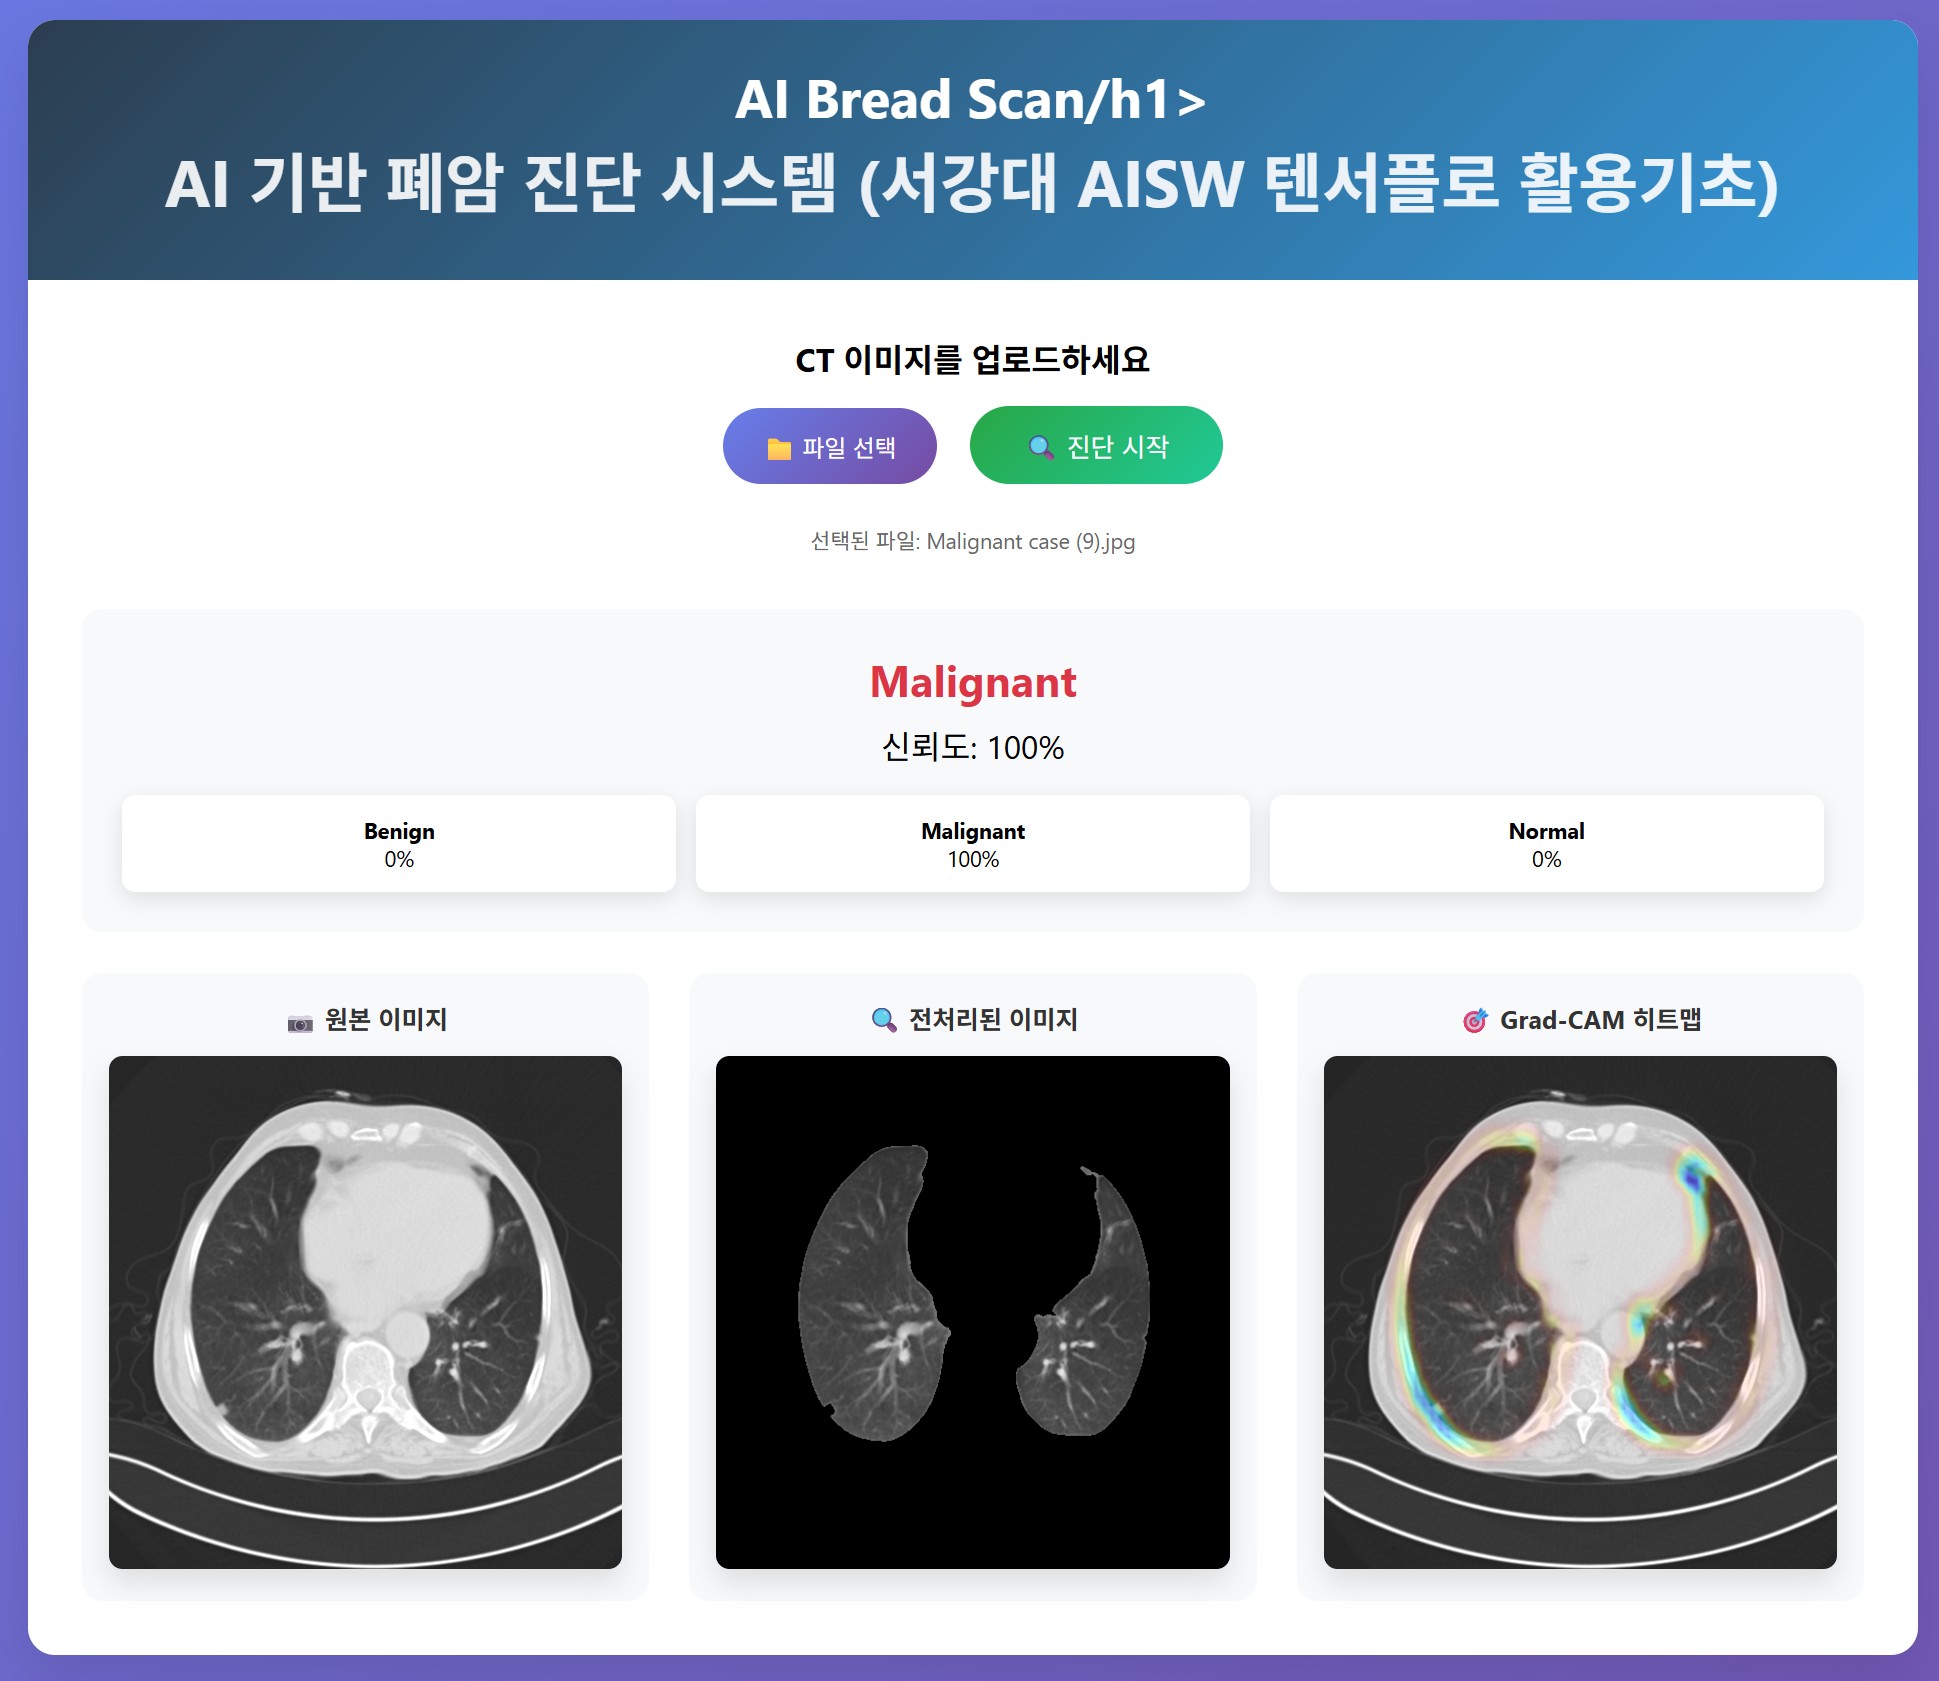 AI Bread Scan/h1>
AI 기반 폐암 진단 시스템 (서강대 AISW 텐서플로 활용기초)
CT 이미지를 업로드하세요
📁 파일 선택
🔍 진단 시작
선택된 파일: Malignant case (9).jpg
Malignant
신뢰도: 100%
Benign
0%
Malignant
100%
Normal
0%
📷 원본 이미지
🔍 전처리된 이미지
🎯 Grad-CAM 히트맵